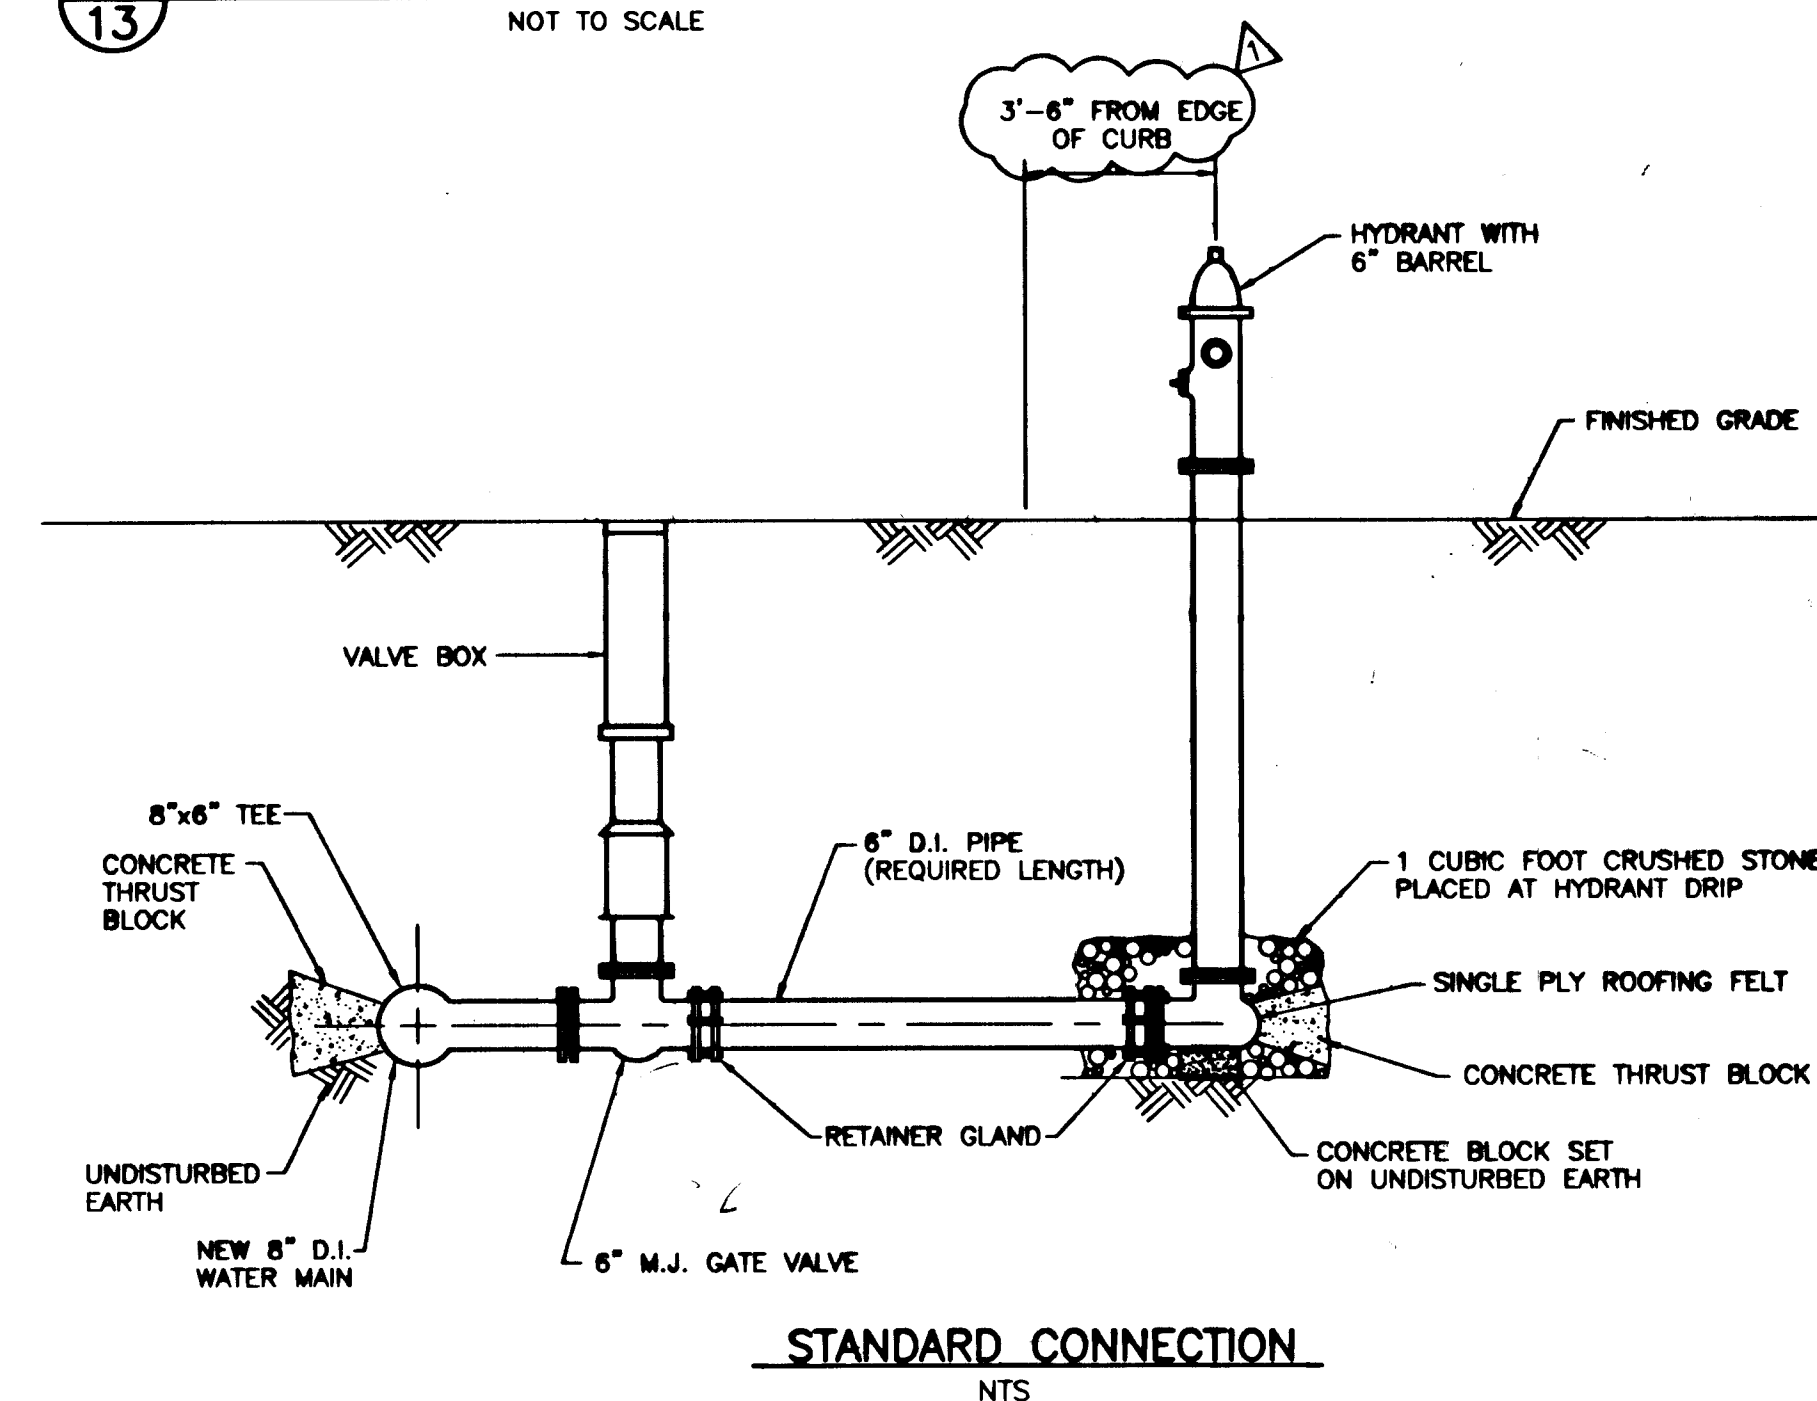 13
NOT TO SCALE
1
3'-6" FROM EDGE
OF CURB
HYDRANT WITH
6" BARREL
FINISHED GRADE
VALVE BOX
8"x6" TEE
CONCRETE
THRUST
BLOCK
6" D.I. PIPE
(REQUIRED LENGTH)
1 CUBIC FOOT CRUSHED STONE
PLACED AT HYDRANT DRIP
SINGLE PLY ROOFING FELT
CONCRETE THRUST BLOCK
RETAINER GLAND
CONCRETE BLOCK SET
ON UNDISTURBED EARTH
UNDISTURBED
EARTH
NEW 8" D.I.
WATER MAIN
6" M.J. GATE VALVE
STANDARD CONNECTION
NTS